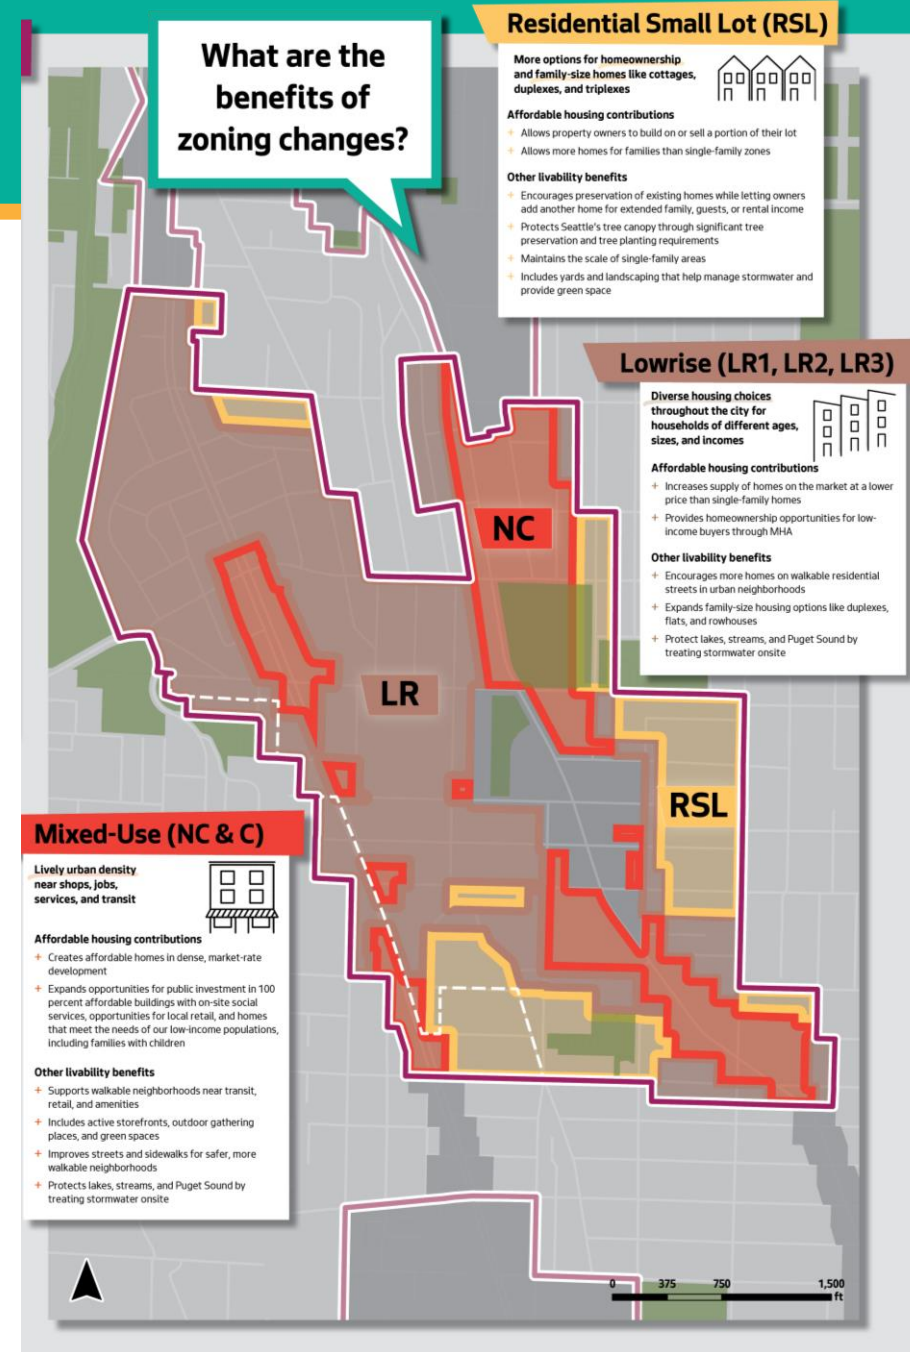 What are the
benefits of
zoning changes?
Residential Small Lot (RSL)
More options for homeownership
and family-size homes like cottages,
duplexes, and triplexes
Affordable housing contributions
+ Allows property owners to build on or sell a portion of their lot
+ Allows more homes for families than single-family zones
Other livability benefits
+ Encourages preservation of existing homes while letting owners
add another home for extended family, guests, or rental income
+ Protects Seattle's tree canopy through significant tree
preservation and tree planting requirements
+ Maintains the scale of single-family areas
+ Includes yards and landscaping that help manage stormwater and
provide green space
Lowrise (LR1, LR2, LR3)
Diverse housing choices
throughout the city for
households of different ages,
sizes, and incomes
Affordable housing contributions
+ Increases supply of homes on the market at a lower
price than single-family homes
+ Provides homeownership opportunities for low-
income buyers through MHA
Other livability benefits
+ Encourages more homes on walkable residential
streets in urban neighborhoods
+ Expands family-size housing options like duplexes,
flats, and rowhouses
+ Protect lakes, streams, and Puget Sound by
treating stormwater onsite
NC
LR
RSL
Mixed-Use (NC & C)
Lively urban density
near shops, jobs,
services, and transit
Affordable housing contributions
+ Creates affordable homes in dense, market-rate
development
+ Expands opportunities for public investment in 100
percent affordable buildings with on-site social
services, opportunities for local retail, and homes
that meet the needs of our low-income populations,
including families with children
Other livability benefits
+ Supports walkable neighborhoods near transit,
retail, and amenities
+ Includes active storefronts, outdoor gathering
places, and green spaces
+ Improves streets and sidewalks for safer, more
walkable neighborhoods
+ Protects lakes, streams, and Puget Sound by
treating stormwater onsite
0 375 750 1,500
ft